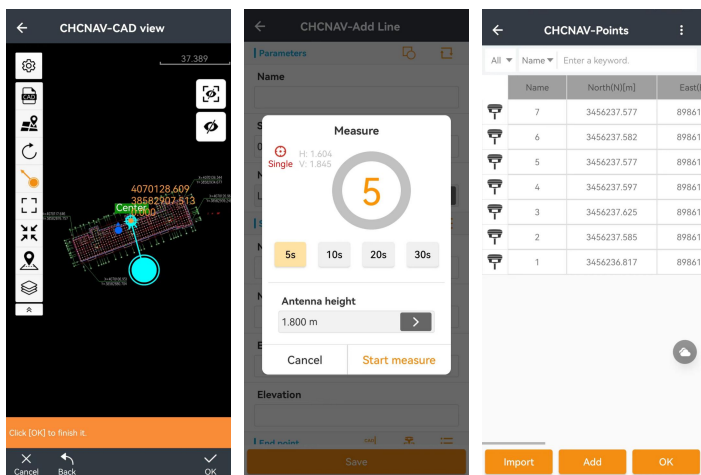 CHCNAV-CAD view
37.389
CAD
4070128.609
38582907.513
Center
0.000
Click [OK] to finish it.
Cancel
Back
OK
CHCNAV-Add Line
Parameters
Name
Measure
Single
H: 1.604
V: 1.845
5
5s
10s
20s
30s
Antenna height
1.800 m
Cancel
Start measure
Elevation
End point
CAD
Save
CHCNAV-Points
All
Name
Enter a keyword.
Name
North(N)[m]
East(
7
3456237.577
89861
6
3456237.582
89861
5
3456237.577
89861
4
3456237.597
89861
3
3456237.625
89861
2
3456237.585
89861
1
3456236.817
89861
Import
Add
OK